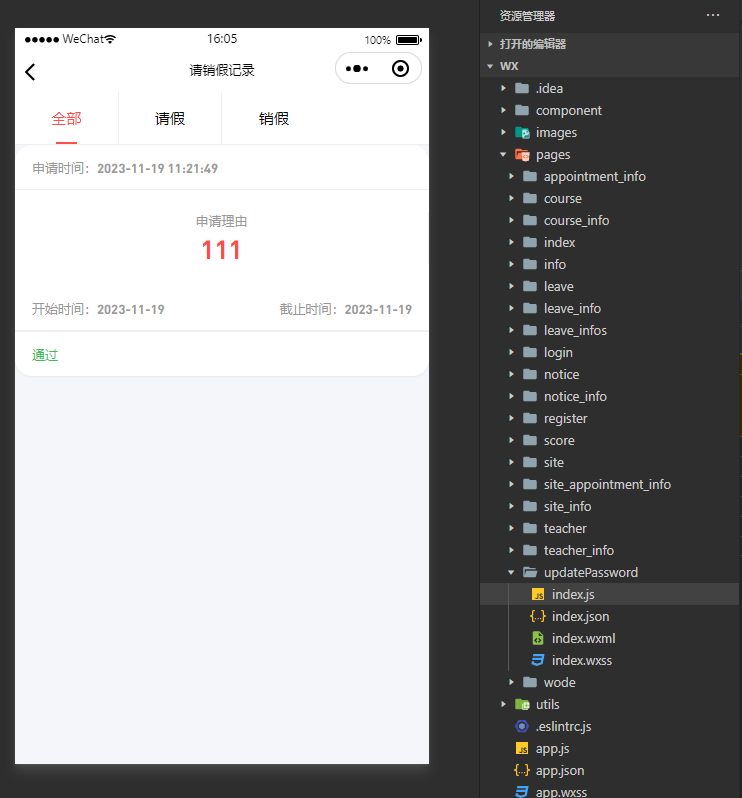 WeChat
16:05
100%
请销假记录
全部
请假
销假
申请时间：2023-11-19 11:21:49
申请理由
111
开始时间：2023-11-19
截止时间：2023-11-19
通过
资源管理器
打开的编辑器
WX
.idea
component
images
pages
appointment_info
course
course_info
index
info
leave
leave_info
leave_infos
login
notice
notice_info
register
score
site
site_appointment_info
site_info
teacher
teacher_info
updatePassword
index.js
index.json
index.wxml
index.wxss
wode
utils
.eslintrc.js
app.js
app.json
app.wxss